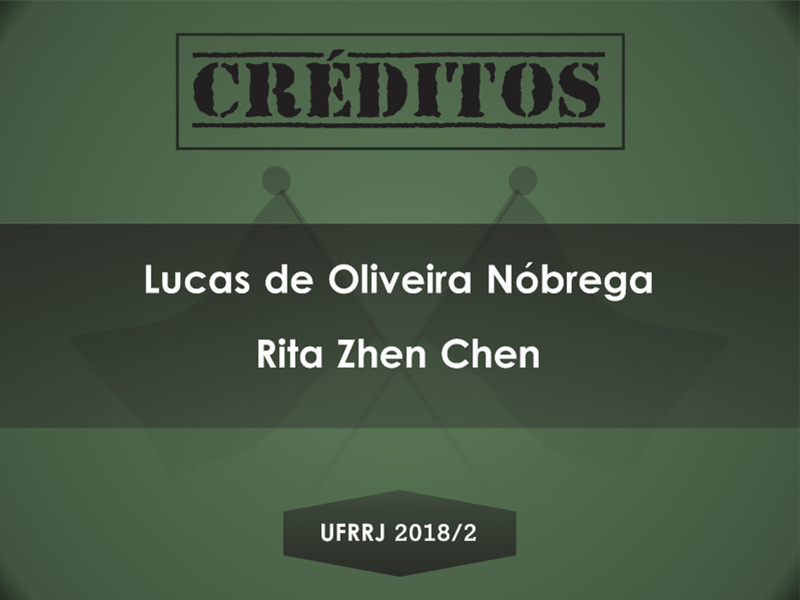 CRÉDITOS
Lucas de Oliveira Nóbrega
Rita Zhen Chen
UFRRJ 2018/2